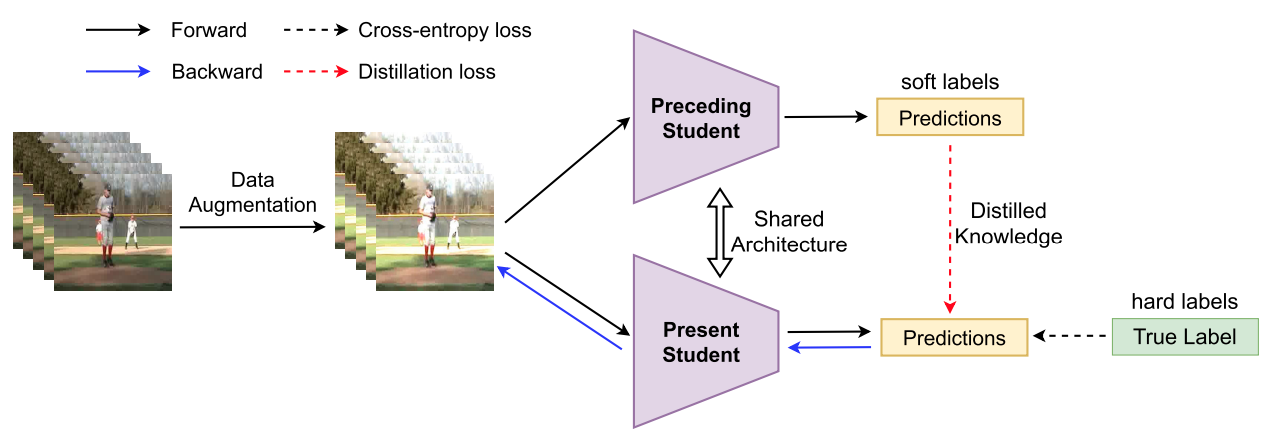 Forward
Cross-entropy loss
Backward
Distillation loss
Preceding
Student
soft labels
Predictions
Data
Augmentation
Shared
Architecture
Distilled
Knowledge
Present
Student
Predictions
hard labels
True Label